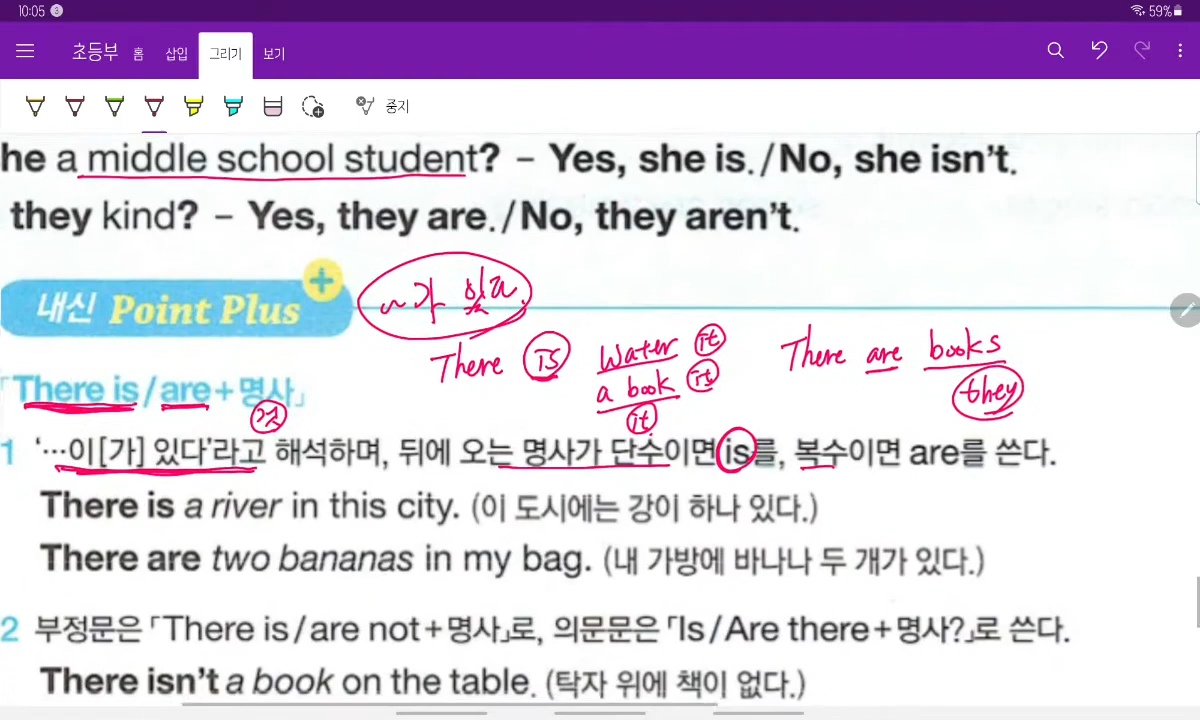 10:05 3 59%
초등부 홈 삽입 그리기 보기
중지
he a middle school student? – Yes, she is. / No, she isn't.
they kind? – Yes, they are. / No, they aren't.
내신 Point Plus +
~가 있다.
There is water it There are books
a book it they
it
「There is / are + 명사」
것
1 '…이[가] 있다'라고 해석하며, 뒤에 오는 명사가 단수이면 is를, 복수이면 are를 쓴다.
There is a river in this city. (이 도시에는 강이 하나 있다.)
There are two bananas in my bag. (내 가방에 바나나 두 개가 있다.)
2 부정문은 「There is / are not + 명사」로, 의문문은 「Is / Are there + 명사?」로 쓴다.
There isn't a book on the table. (탁자 위에 책이 없다.)